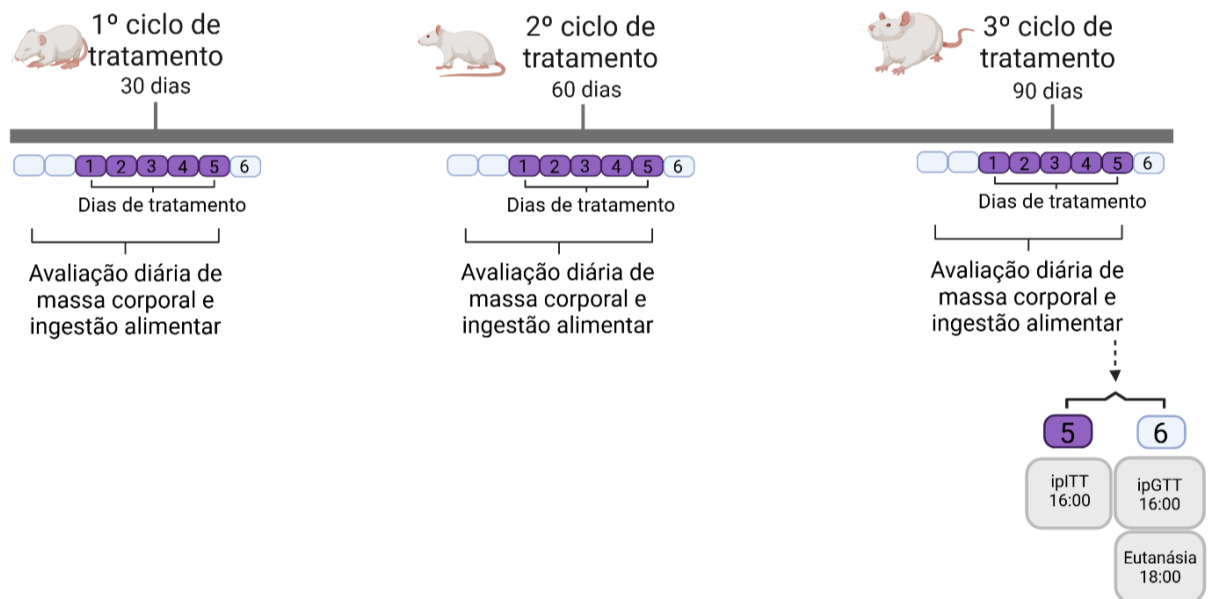 1º ciclo de
tratamento
30 dias
2º ciclo de
tratamento
60 dias
3º ciclo de
tratamento
90 dias
1 2 3 4 5 6
1 2 3 4 5 6
1 2 3 4 5 6
Dias de tratamento
Dias de tratamento
Dias de tratamento
Avaliação diária de
massa corporal e
ingestão alimentar
Avaliação diária de
massa corporal e
ingestão alimentar
Avaliação diária de
massa corporal e
ingestão alimentar
5
6
ipITT
16:00
ipGTT
16:00
Eutanásia
18:00